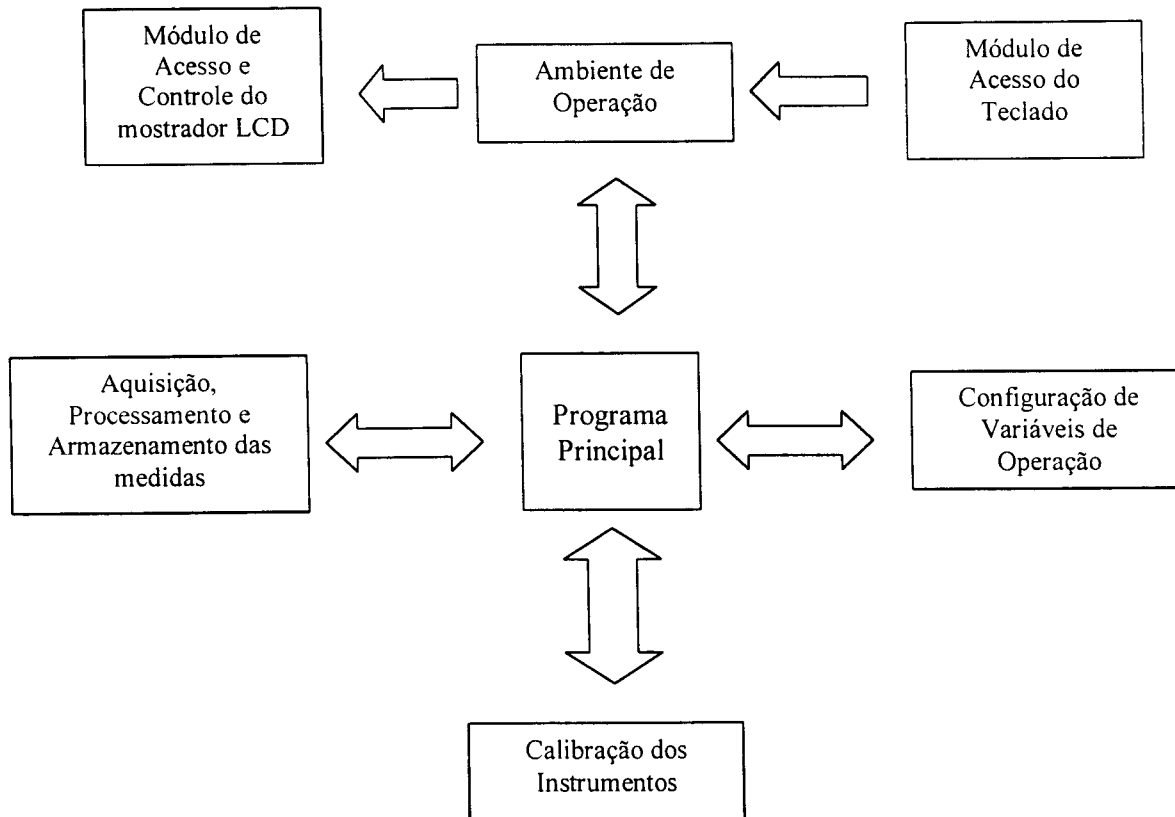 Módulo de
Acesso e
Controle do
mostrador LCD
Ambiente de
Operação
Módulo de
Acesso do
Teclado
Aquisição,
Processamento e
Armazenamento das
medidas
Programa
Principal
Configuração de
Variáveis de
Operação
Calibração dos
Instrumentos